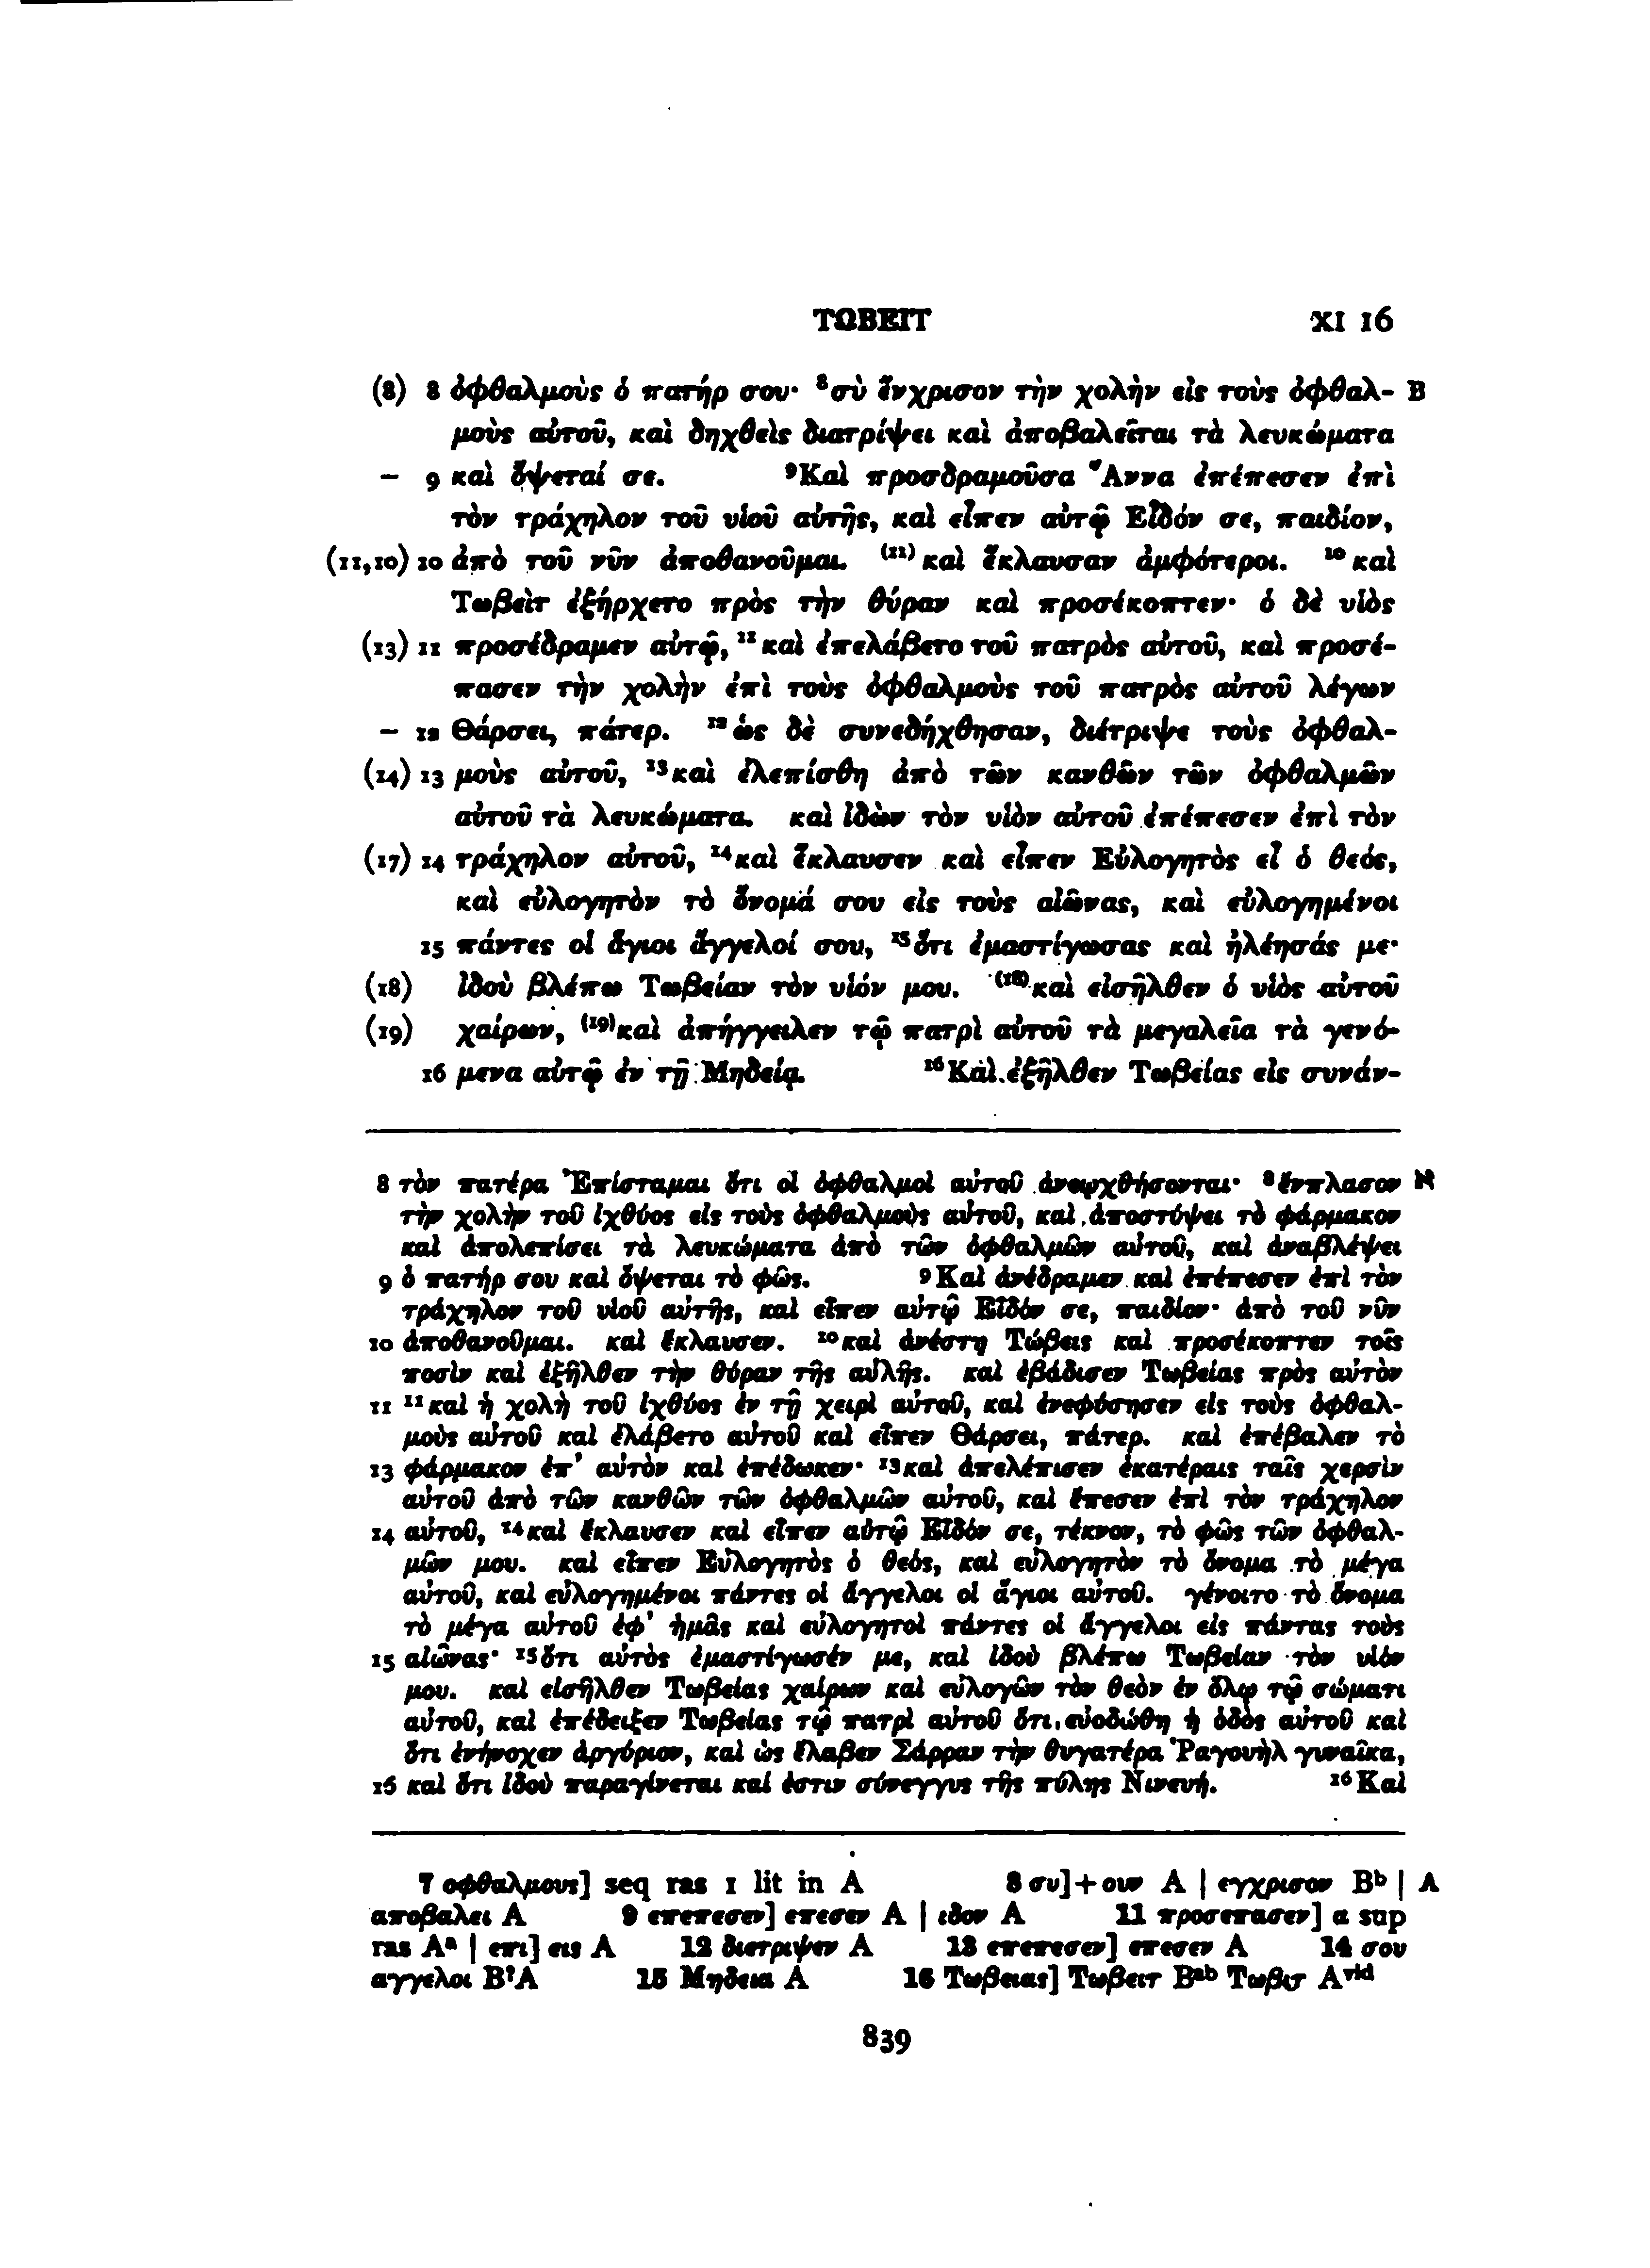 ΤΩΒΕΙΤ XI 16
(8) 8 ὀφθαλμοὺς ὁ πατήρ σου· ⁸σὺ ἔνχρισον τὴν χολὴν εἰς τοὺς ὀφθαλ- B
μοὺς αὐτοῦ, καὶ δηχθεὶς διατρίψει καὶ ἀποβαλεῖται τὰ λευκώματα
– 9 καὶ ὄψεταί σε. ⁹Καὶ προσδραμοῦσα Ἅννα ἐπέπεσεν ἐπὶ
τὸν τράχηλον τοῦ υἱοῦ αὐτῆς, καὶ εἶπεν αὐτῷ Εἶδόν σε, παιδίον,
(11,10) 10 ἀπὸ τοῦ νῦν ἀποθανοῦμαι. ⁽¹¹⁾καὶ ἔκλαυσαν ἀμφότεροι. ¹⁰καὶ
Τωβεὶτ ἐξήρχετο πρὸς τὴν θύραν καὶ προσέκοπτεν· ὁ δὲ υἱὸς
(13) 11 προσέδραμεν αὐτῷ, ¹¹καὶ ἐπελάβετο τοῦ πατρὸς αὐτοῦ, καὶ προσέ-
πασεν τὴν χολὴν ἐπὶ τοὺς ὀφθαλμοὺς τοῦ πατρὸς αὐτοῦ λέγων
– 12 Θάρσει, πάτερ. ¹²ὡς δὲ συνεδήχθησαν, διέτριψε τοὺς ὀφθαλ-
(14) 13 μοὺς αὐτοῦ, ¹³καὶ ἐλεπίσθη ἀπὸ τῶν κανθῶν τῶν ὀφθαλμῶν
αὐτοῦ τὰ λευκώματα. καὶ ἰδὼν τὸν υἱὸν αὐτοῦ ἐπέπεσεν ἐπὶ τὸν
(17) 14 τράχηλον αὐτοῦ, ¹⁴καὶ ἔκλαυσεν καὶ εἶπεν Εὐλογητὸς εἶ ὁ θεός,
καὶ εὐλογητὸν τὸ ὄνομά σου εἰς τοὺς αἰῶνας, καὶ εὐλογημένοι
15 πάντες οἱ ἅγιοι ἄγγελοί σου, ¹⁵ὅτι ἐμαστίγωσας καὶ ἠλέησάς με·
(18) ἰδοὺ βλέπω Τωβείαν τὸν υἱόν μου. ⁽¹⁸⁾καὶ εἰσῆλθεν ὁ υἱὸς αὐτοῦ
(19) χαίρων, ⁽¹⁹⁾καὶ ἀπήγγειλεν τῷ πατρὶ αὐτοῦ τὰ μεγαλεῖα τὰ γενό-
16 μενα αὐτῷ ἐν τῇ Μηδείᾳ. ¹⁶Καὶ ἐξῆλθεν Τωβείας εἰς συνάν-
8 τὸν πατέρα Ἐπίσταμαι ὅτι οἱ ὀφθαλμοὶ αὐτοῦ ἀνεῳχθήσονται· ⁸ἔνπλασον א
τὴν χολὴν τοῦ ἰχθύος εἰς τοὺς ὀφθαλμοὺς αὐτοῦ, καὶ ἀποστύψει τὸ φάρμακον
καὶ ἀπολεπίσει τὰ λευκώματα ἀπὸ τῶν ὀφθαλμῶν αὐτοῦ, καὶ ἀναβλέψει
9 ὁ πατήρ σου καὶ ὄψεται τὸ φῶς. ⁹Καὶ ἀνέδραμεν καὶ ἐπέπεσεν ἐπὶ τὸν
τράχηλον τοῦ υἱοῦ αὐτῆς, καὶ εἶπεν αὐτῷ Εἶδόν σε, παιδίον· ἀπὸ τοῦ νῦν
10 ἀποθανοῦμαι. καὶ ἔκλαυσεν. ¹⁰καὶ ἀνέστη Τώβεις καὶ προσέκοπτεν τοῖς
ποσὶν καὶ ἐξῆλθεν τὴν θύραν τῆς αὐλῆς. καὶ ἐβάδισεν Τωβείας πρὸς αὐτὸν
11 ¹¹καὶ ἡ χολὴ τοῦ ἰχθύος ἐν τῇ χειρὶ αὐτοῦ, καὶ ἐνεφύσησεν εἰς τοὺς ὀφθαλ-
μοὺς αὐτοῦ καὶ ἐλάβετο αὐτοῦ καὶ εἶπεν Θάρσει, πάτερ. καὶ ἐπέβαλεν τὸ
13 φάρμακον ἐπ’ αὐτὸν καὶ ἐπέδωκεν· ¹³καὶ ἀπελέπισεν ἑκατέραις ταῖς χερσὶν
αὐτοῦ ἀπὸ τῶν κανθῶν τῶν ὀφθαλμῶν αὐτοῦ, καὶ ἔπεσεν ἐπὶ τὸν τράχηλον
14 αὐτοῦ, ¹⁴καὶ ἔκλαυσεν καὶ εἶπεν αὐτῷ Εἶδόν σε, τέκνον, τὸ φῶς τῶν ὀφθαλ-
μῶν μου. καὶ εἶπεν Εὐλογητὸς ὁ θεός, καὶ εὐλογητὸν τὸ ὄνομα τὸ μέγα
αὐτοῦ, καὶ εὐλογημένοι πάντες οἱ ἄγγελοι οἱ ἅγιοι αὐτοῦ. γένοιτο τὸ ὄνομα
τὸ μέγα αὐτοῦ ἐφ’ ἡμᾶς καὶ εὐλογητοὶ πάντες οἱ ἄγγελοι εἰς πάντας τοὺς
15 αἰῶνας· ¹⁵ὅτι αὐτὸς ἐμαστίγωσέν με, καὶ ἰδοὺ βλέπω Τωβείαν τὸν υἱόν
μου. καὶ εἰσῆλθεν Τωβείας χαίρων καὶ εὐλογῶν τὸν θεὸν ἐν ὅλῳ τῷ σώματι
αὐτοῦ, καὶ ἐπέδειξεν Τωβείας τῷ πατρὶ αὐτοῦ ὅτι εὐοδώθη ἡ ὁδὸς αὐτοῦ καὶ
ὅτι ἐνήνοχεν ἀργύριον, καὶ ὡς ἔλαβεν Σάρραν τὴν θυγατέρα Ῥαγουὴλ γυναῖκα,
16 καὶ ὅτι ἰδοὺ παραγίνεται καί ἐστιν σύνεγγυς τῆς πύλης Νινευή. ¹⁶Καὶ
7 οφθαλμους] seq ras 1 lit in A 8 συ]+ουν A | εγχρισον Bᵇ | A
αποβαλει A 9 επεπεσεν] επεσεν A | ιδον A 11 προσεπασεν] α sup
ras Aᵃ | επι] εις A 12 διετριψεν A 13 επεπεσεν] επεσεν A 14 σου
αγγελοι B?A 15 Μηδεια A 16 Τωβειας] Τωβειτ Bᵃᵇ Τωβιτ Aᵛⁱᵈ
839